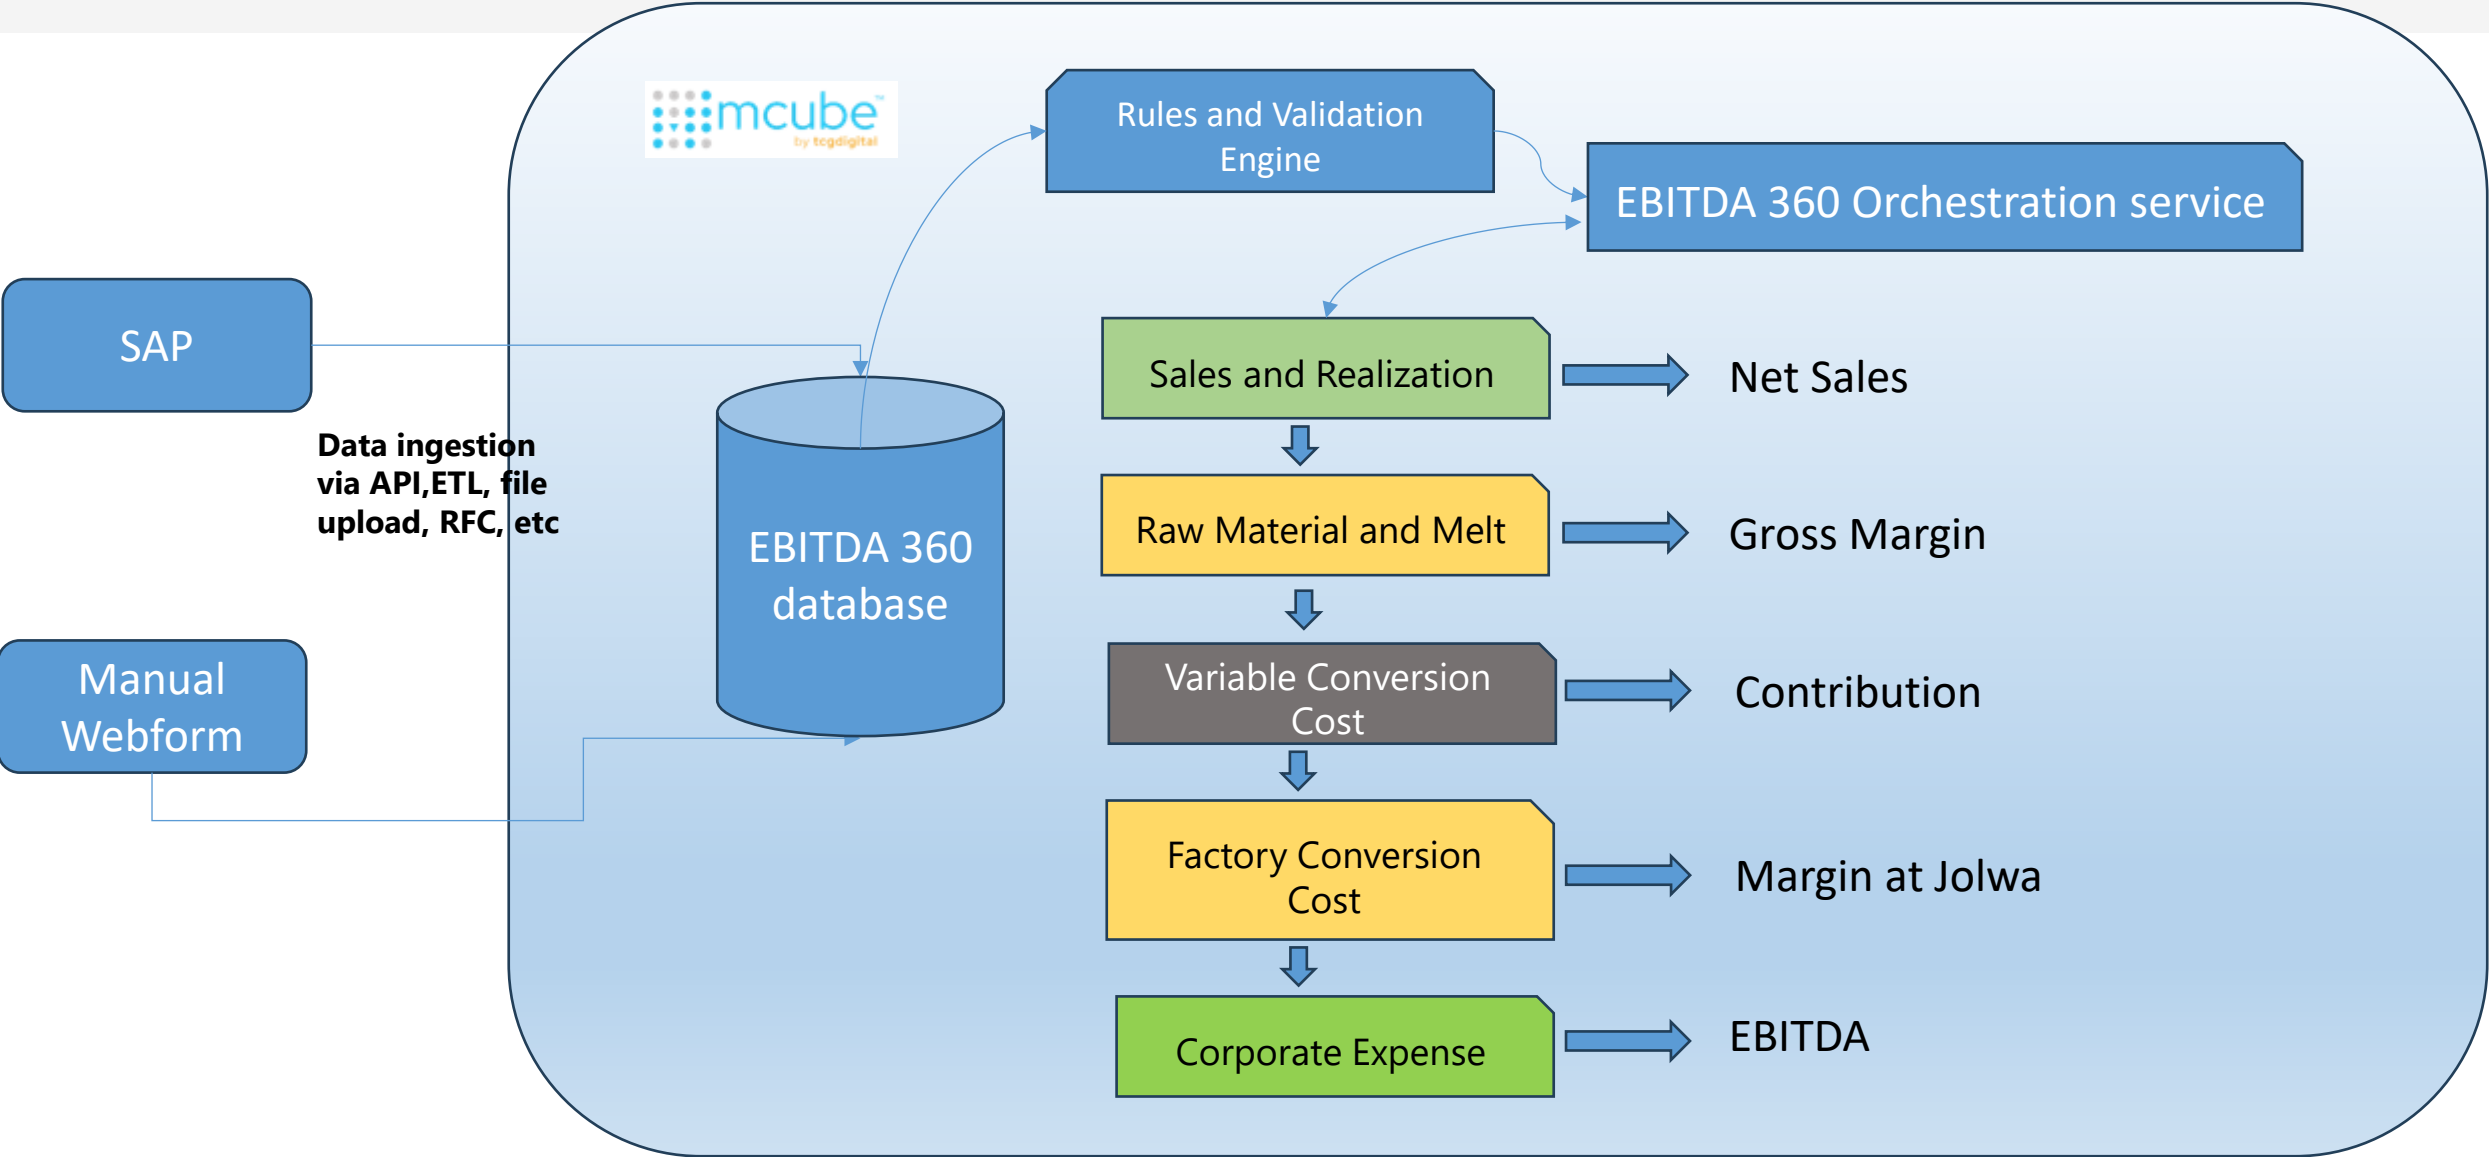 mcube™
by tcgdigital
Rules and Validation
Engine
EBITDA 360 Orchestration service
SAP
Data ingestion
via API,ETL, file
upload, RFC, etc
Manual
Webform
EBITDA 360
database
Sales and Realization
Net Sales
Raw Material and Melt
Gross Margin
Variable Conversion
Cost
Contribution
Factory Conversion
Cost
Margin at Jolwa
Corporate Expense
EBITDA